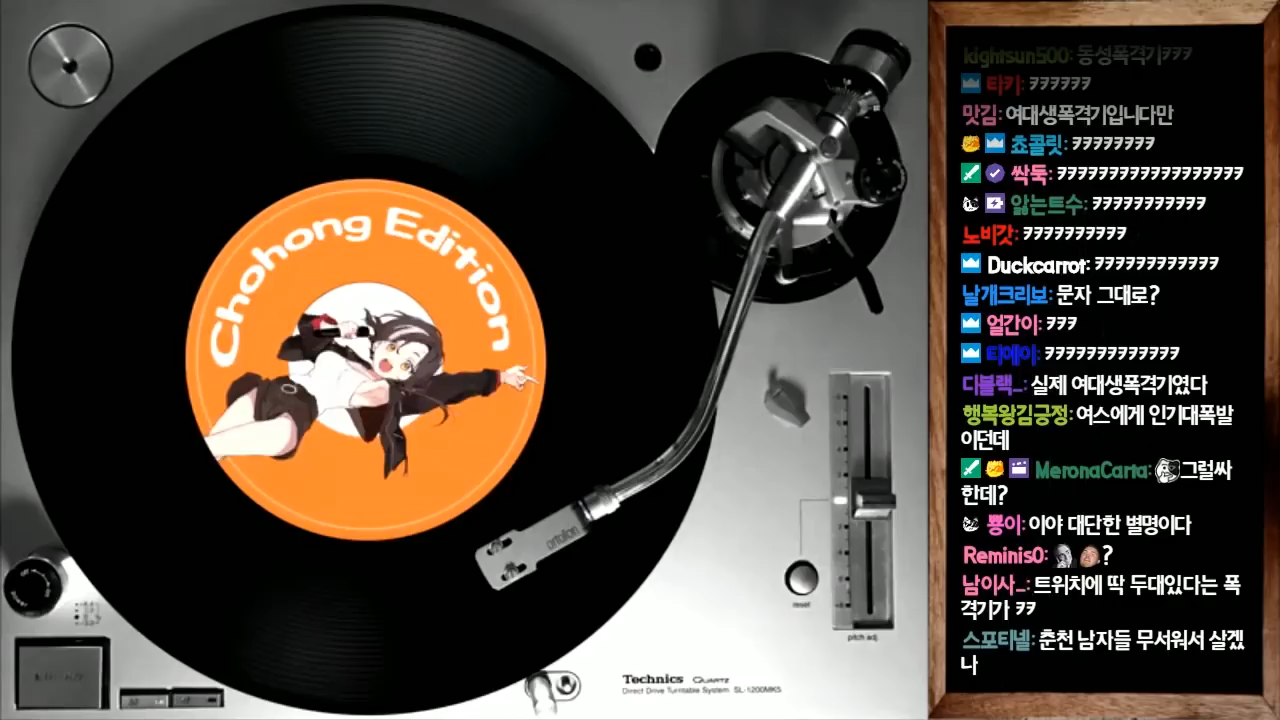 Chohong Edition
ortofon
reset
pitch adj.
Technics QUARTZ
Direct Drive Turntable System SL-1200MK5
kightsun500: 동성폭격기ㅋㅋㅋ
타카: ㅋㅋㅋㅋㅋㅋ
맛김: 여대생폭격기입니다만
쵸콜릿: ㅋㅋㅋㅋㅋㅋㅋㅋ
싹둑: ㅋㅋㅋㅋㅋㅋㅋㅋㅋㅋㅋㅋㅋㅋㅋㅋㅋㅋ
앓는트수: ㅋㅋㅋㅋㅋㅋㅋㅋㅋㅋㅋ
노비갓: ㅋㅋㅋㅋㅋㅋㅋㅋㅋㅋ
Duckcarrot: ㅋㅋㅋㅋㅋㅋㅋㅋㅋㅋㅋㅋ
날개크리보: 문자 그대로?
얼간이: ㅋㅋㅋ
티에이: ㅋㅋㅋㅋㅋㅋㅋㅋㅋㅋㅋㅋㅋ
디블랙_: 실제 여대생폭격기였다
행복왕김긍정: 여스에게 인기대폭발
이던데
MeronaCarta: 그럴싸
한데?
뿅이: 이야 대단한 별명이다
Reminis0: ?
남이사_: 트위치에 딱 두대있다는 폭
격기가 ㅋㅋ
스포티넬: 춘천 남자들 무서워서 살겠
나